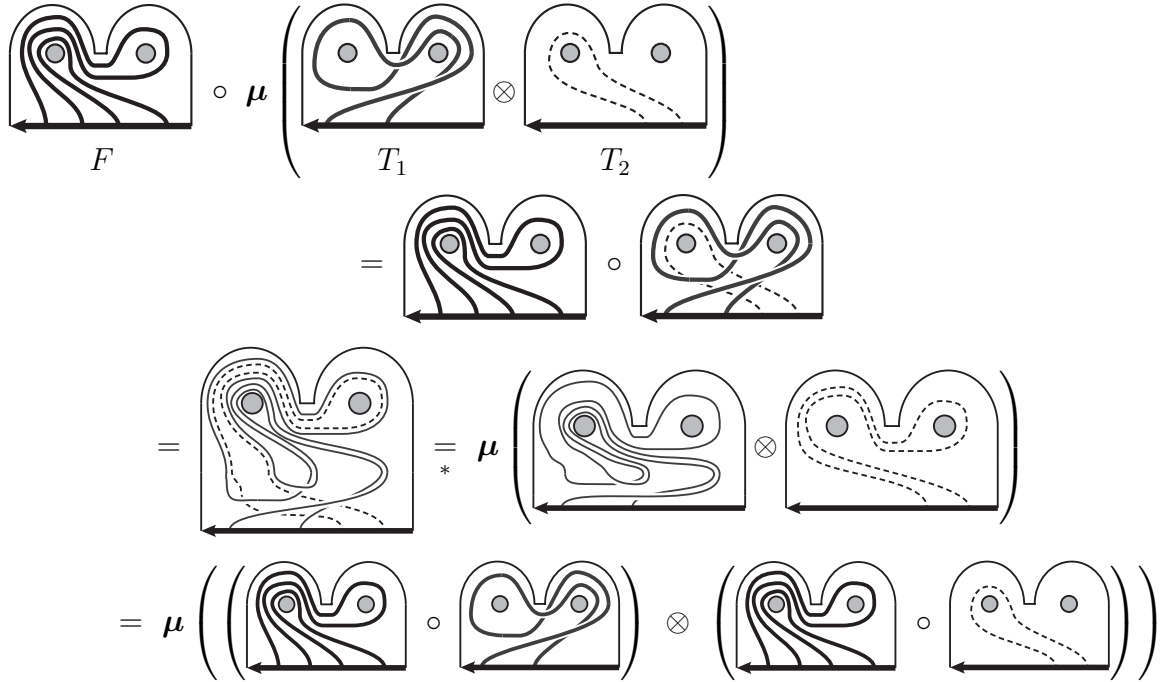 ∘ μ ( ⊗ )
F T₁ T₂
= ∘
= =* μ ( ⊗ )
= μ ( ( ∘ ) ⊗ ( ∘ ) )